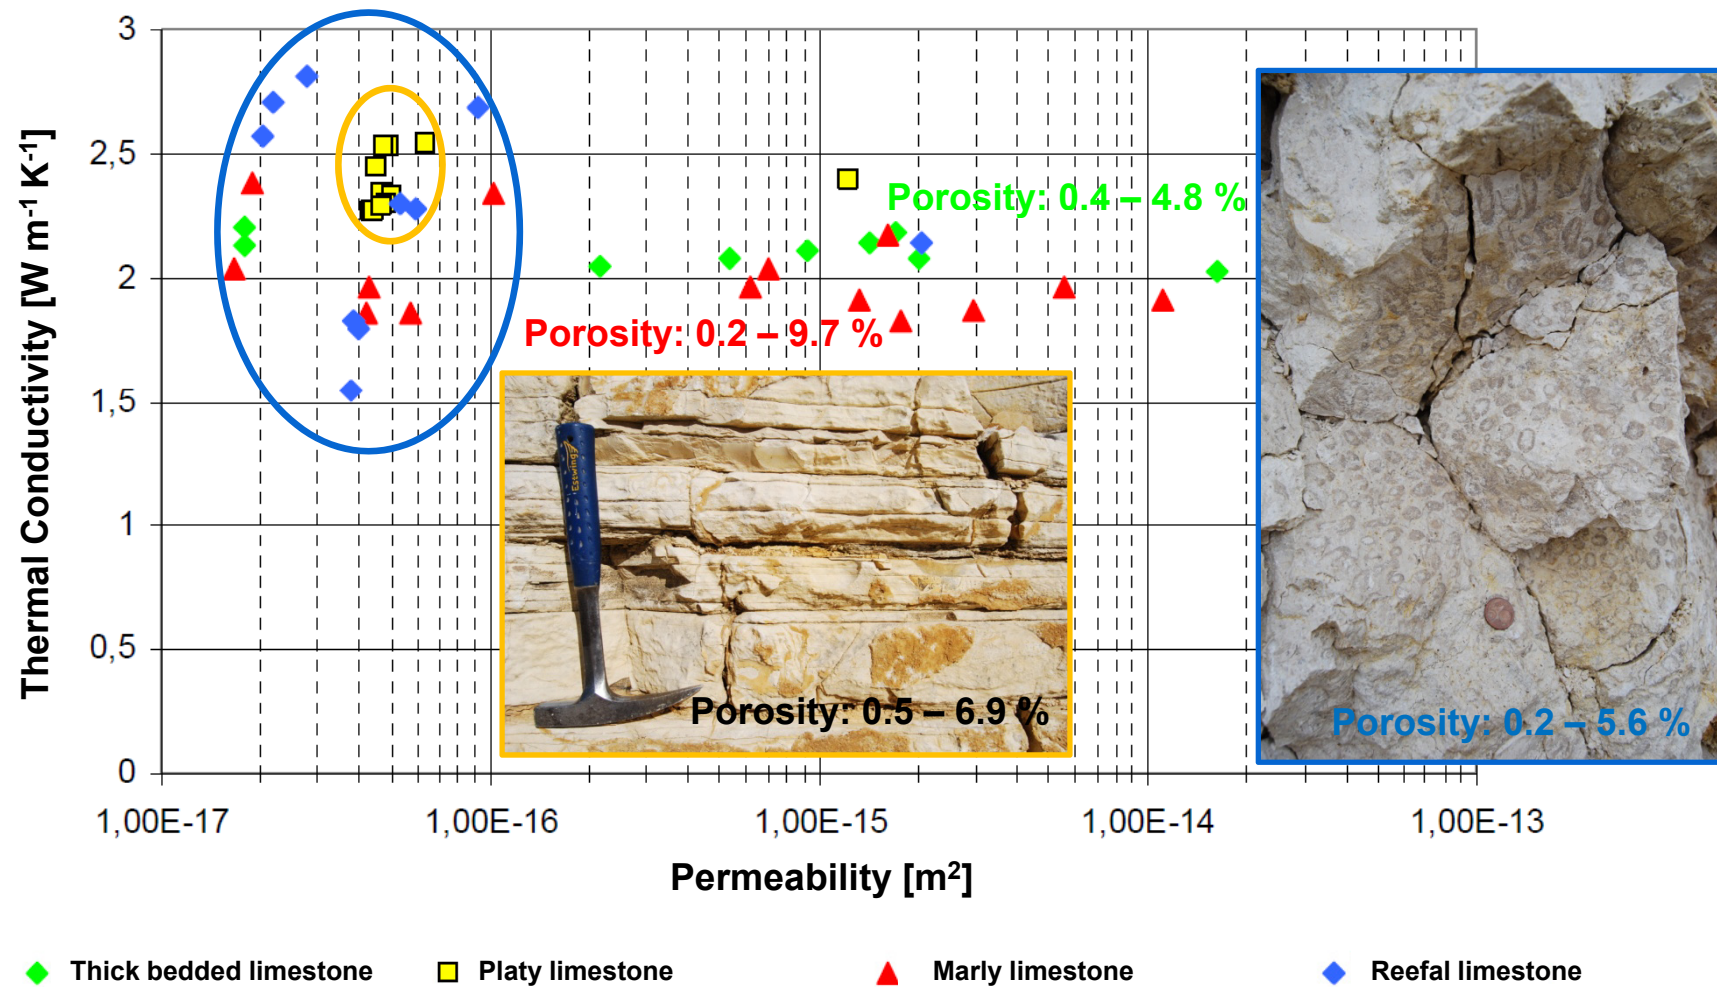 3
2,5
2
1,5
1
0,5
0
Thermal Conductivity [W m⁻¹ K⁻¹]
Porosity: 0.4 – 4.8 %
Porosity: 0.2 – 9.7 %
Estwing
Porosity: 0.5 – 6.9 %
Porosity: 0.2 – 5.6 %
1,00E-17 1,00E-16 1,00E-15 1,00E-14 1,00E-13
Permeability [m²]
Thick bedded limestone Platy limestone Marly limestone Reefal limestone